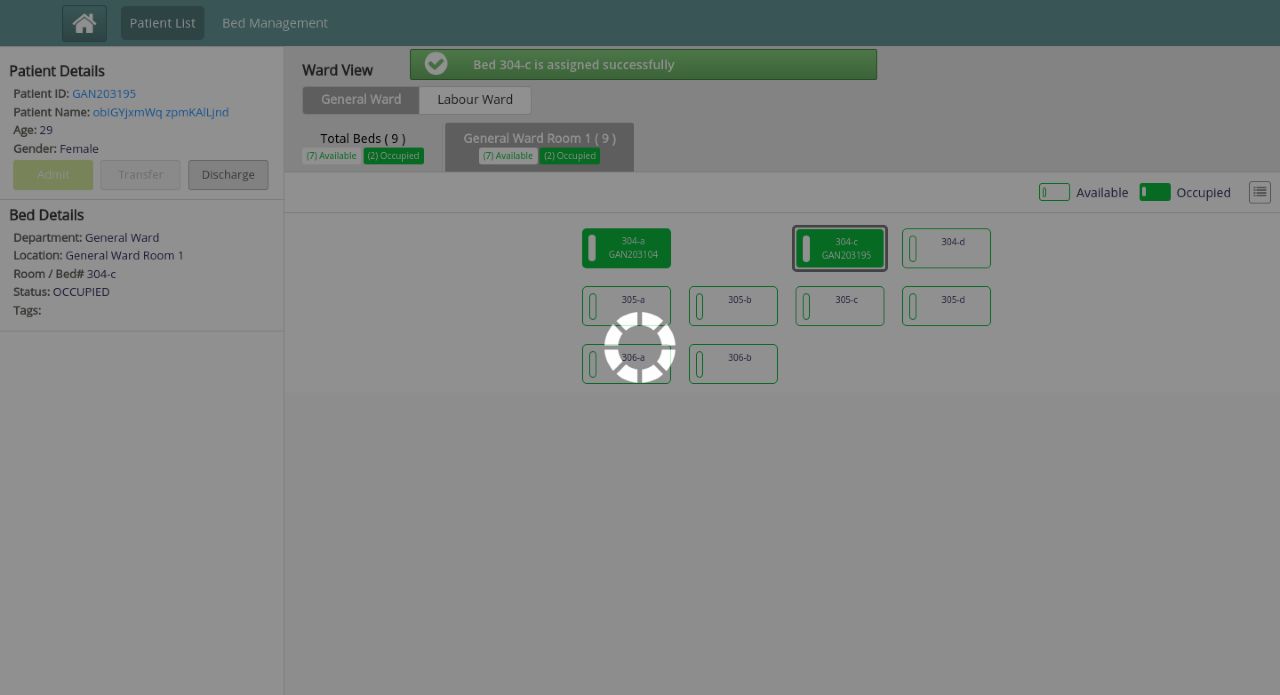 Patient List
Bed Management
Patient Details
Patient ID: GAN203195
Patient Name: obiGYjxmWq zpmKAlLjnd
Age: 29
Gender: Female
Admit
Transfer
Discharge
Bed Details
Department: General Ward
Location: General Ward Room 1
Room / Bed# 304-c
Status: OCCUPIED
Tags:
Ward View
Bed 304-c is assigned successfully
General Ward
Labour Ward
Total Beds ( 9 )
(7) Available (2) Occupied
General Ward Room 1 ( 9 )
(7) Available (2) Occupied
Available
Occupied
304-a
GAN203104
304-c
GAN203195
304-d
305-a
305-b
305-c
305-d
306-a
306-b